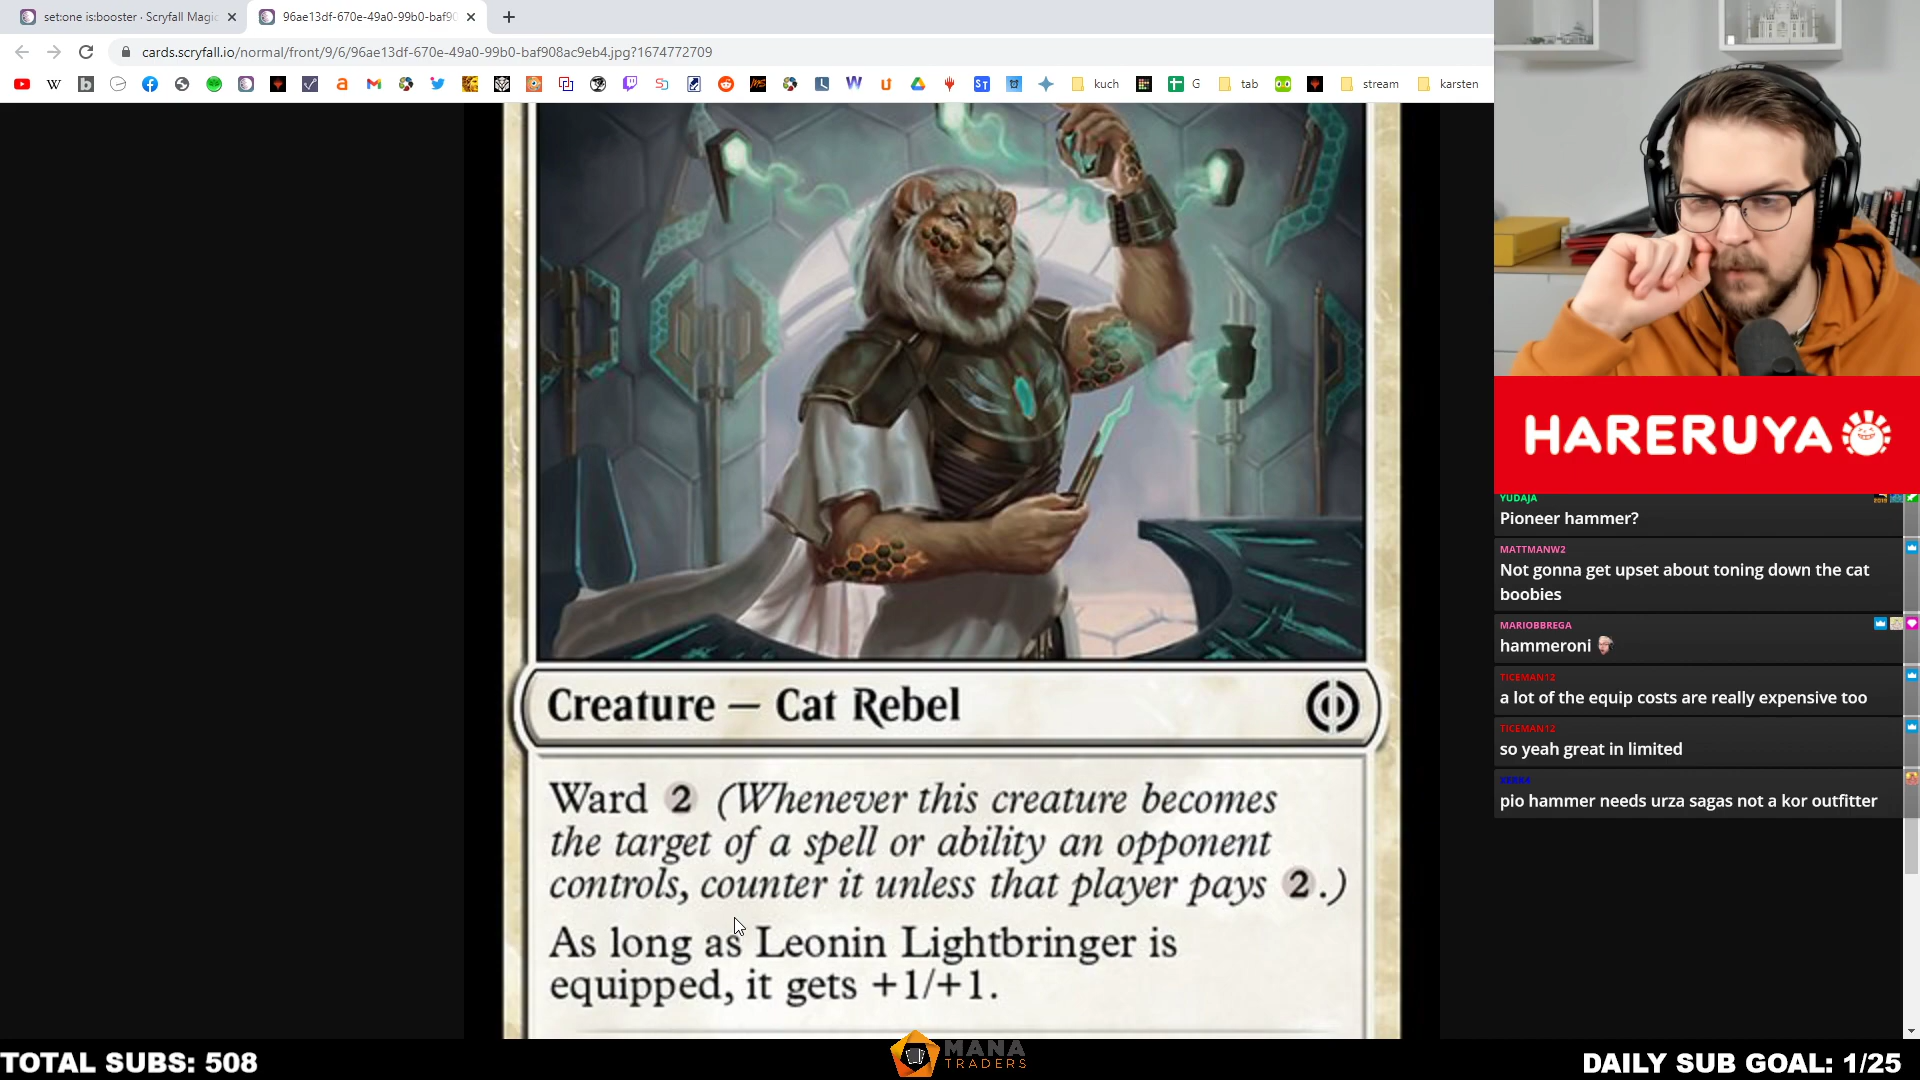 set:one is:booster · Scryfall Magic
96ae13df-670e-49a0-99b0-baf90
cards.scryfall.io/normal/front/9/6/96ae13df-670e-49a0-99b0-baf908ac9eb4.jpg?1674772709
kuch
G
tab
stream
karsten
Creature — Cat Rebel
Ward 2 (Whenever this creature becomes
the target of a spell or ability an opponent
controls, counter it unless that player pays 2.)
As long as Leonin Lightbringer is
equipped, it gets +1/+1.
HARERUYA
YUDAJA
Pioneer hammer?
MATTMANW2
Not gonna get upset about toning down the cat
boobies
MARIOBBREGA
hammeroni
TICEMAN12
a lot of the equip costs are really expensive too
TICEMAN12
so yeah great in limited
pio hammer needs urza sagas not a kor outfitter
TOTAL SUBS: 508
MANA
TRADERS
DAILY SUB GOAL: 1/25